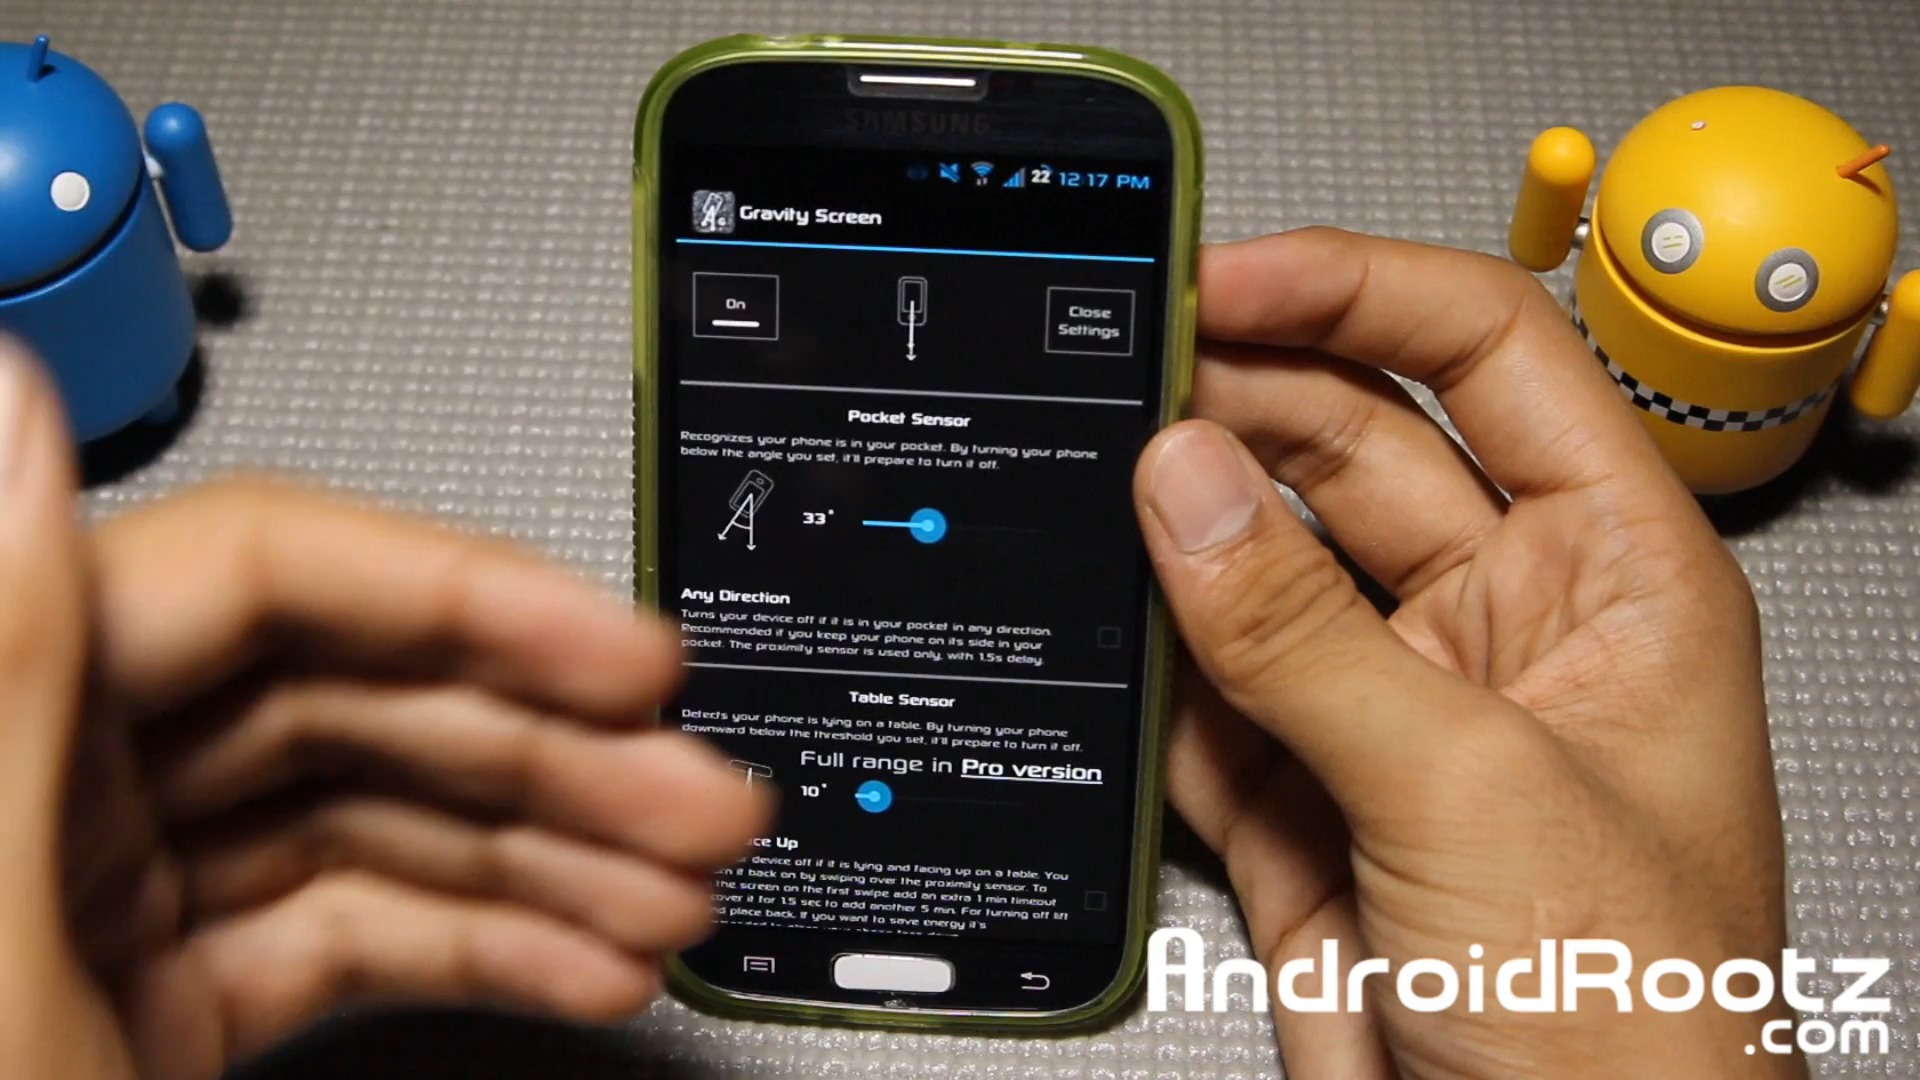 SAMSUNG
22 12:17 PM
Gravity Screen
On
Close
Settings
Pocket Sensor
Recognizes your phone is in your pocket. By turning your phone
below the angle you set, it'll prepare to turn it off.
33°
Any Direction
Turns your device off if it is in your pocket in any direction.
Recommended if you keep your phone on its side in your
pocket. The proximity sensor is used only, with 1.5s delay.
Table Sensor
Detects your phone is lying on a table. By turning your phone
downward below the threshold you set, it'll prepare to turn it off.
Full range in Pro version
10°
Up
device off if it is lying and facing up on a table. You
it back on by swiping over the proximity sensor. To
the screen on the first swipe add an extra 1 min timeout
cover it for 1.5 sec to add another 5 min. For turning off lift
place back. If you want to save energy it's
AndroidRootz
.com